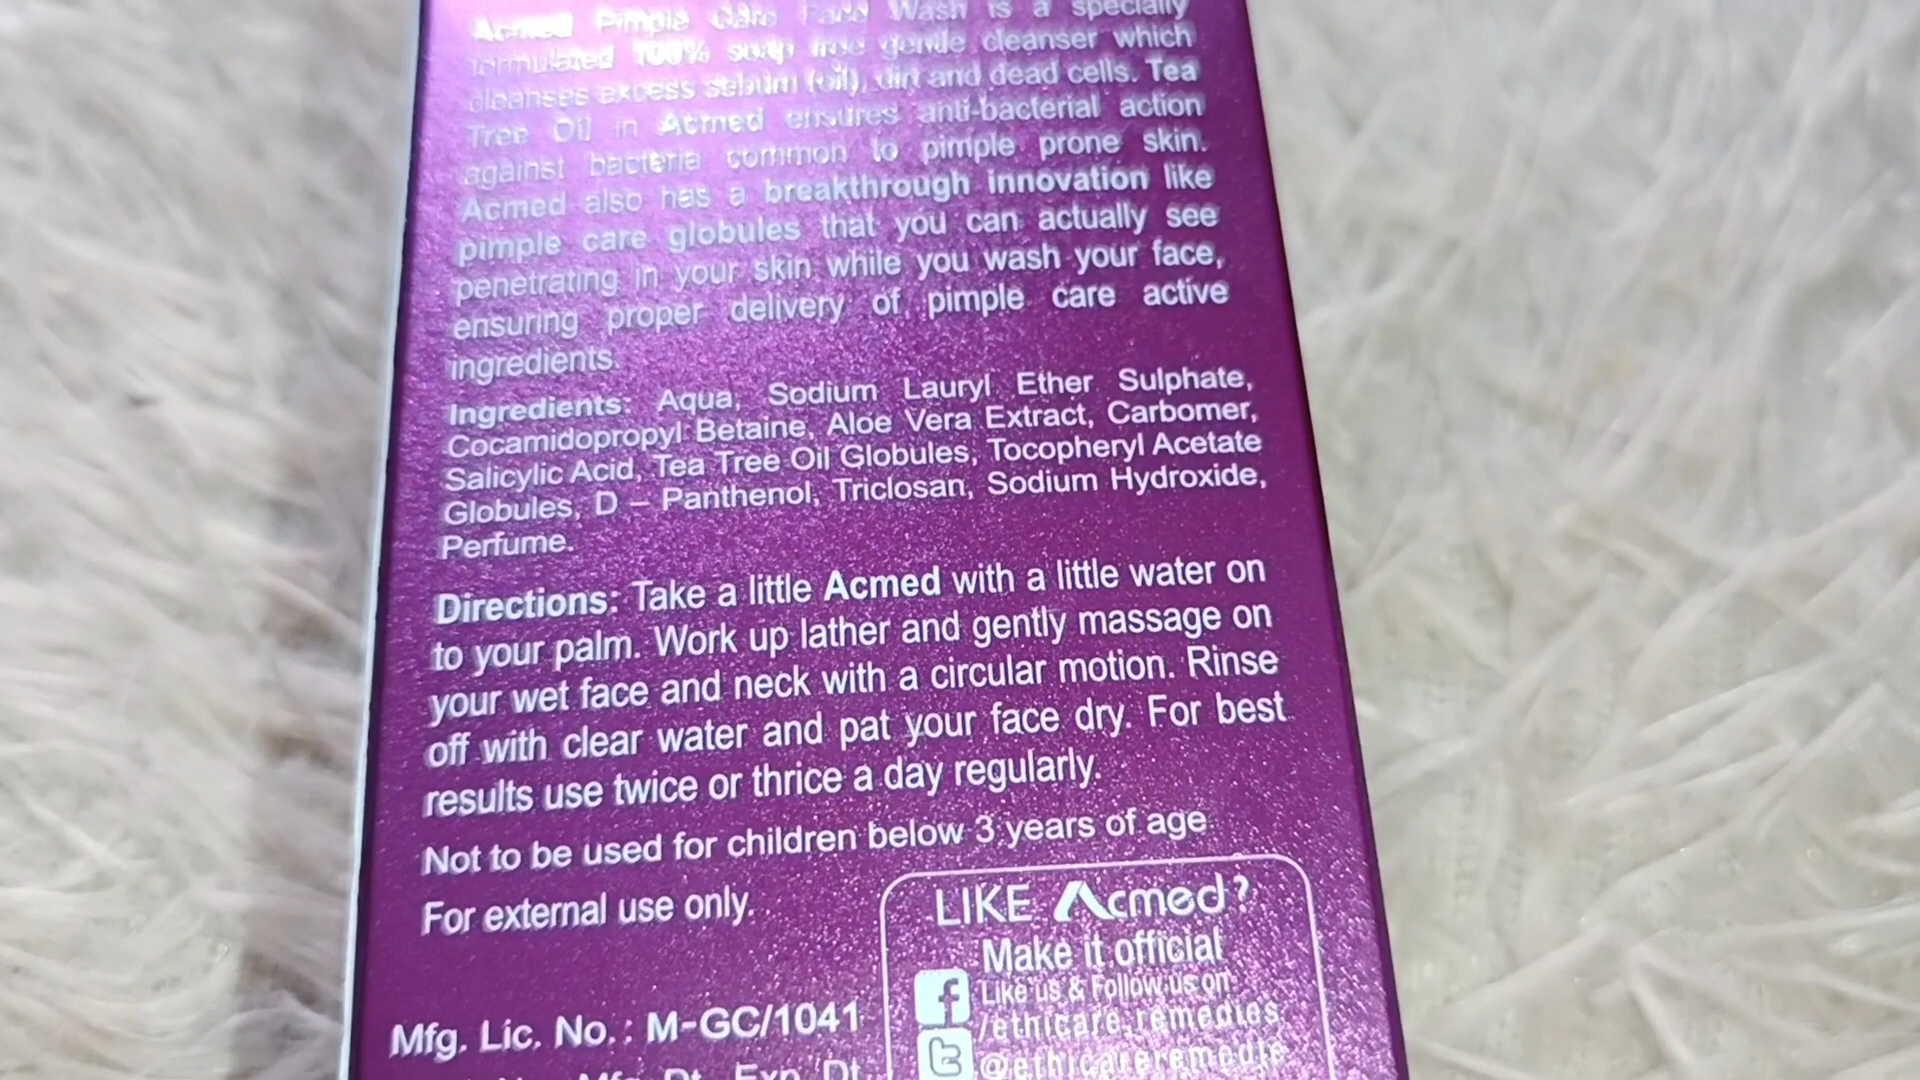 Acmed Pimple Care Face Wash is a specially
formulated 100% soap free gentle cleanser which
cleanses excess sebum (oil), dirt and dead cells. Tea
Tree Oil in Acmed ensures anti-bacterial action
against bacteria common to pimple prone skin.
Acmed also has a breakthrough innovation like
pimple care globules that you can actually see
penetrating in your skin while you wash your face,
ensuring proper delivery of pimple care active
ingredients.
Ingredients: Aqua, Sodium Lauryl Ether Sulphate,
Cocamidopropyl Betaine, Aloe Vera Extract, Carbomer,
Salicylic Acid, Tea Tree Oil Globules, Tocopheryl Acetate
Globules, D – Panthenol, Triclosan, Sodium Hydroxide,
Perfume.
Directions: Take a little Acmed with a little water on
to your palm. Work up lather and gently massage on
your wet face and neck with a circular motion. Rinse
off with clear water and pat your face dry. For best
results use twice or thrice a day regularly.
Not to be used for children below 3 years of age
For external use only.
LIKE Acmed?
Make it official
Like us & Follow us on
/ethicare.remedies
Mfg. Lic. No.: M-GC/1041
Mfg Dt. Exp. Dt.